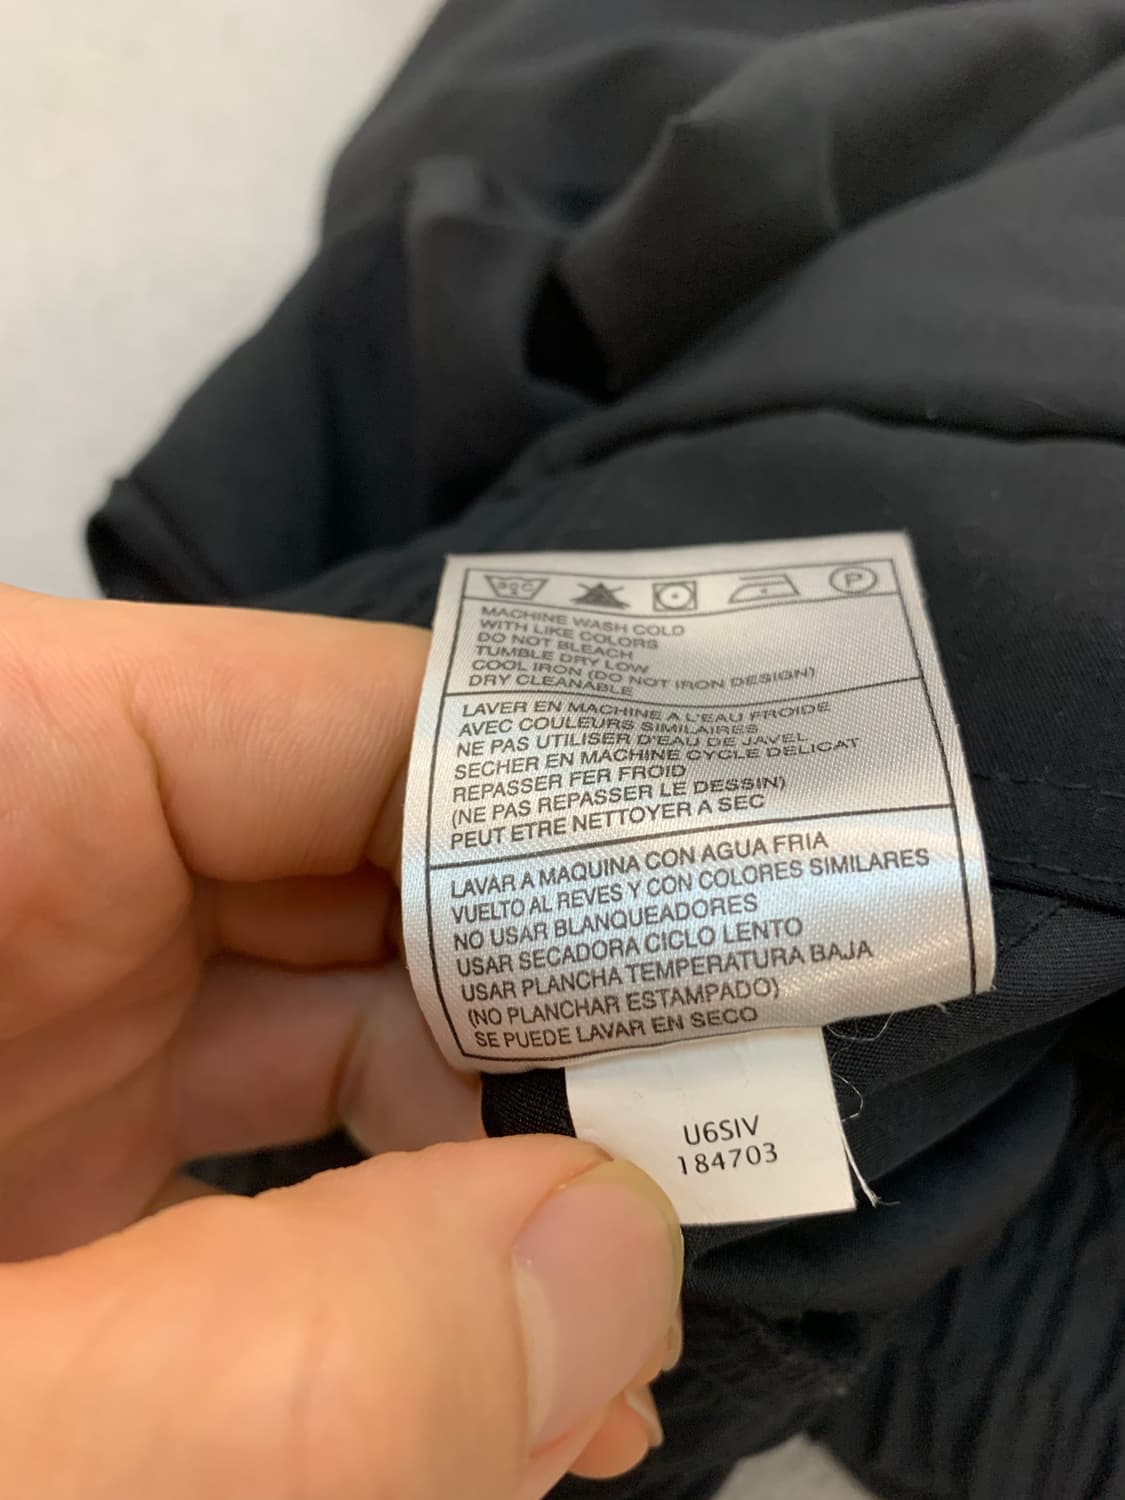 30C
P
MACHINE WASH COLD
WITH LIKE COLORS
DO NOT BLEACH
TUMBLE DRY LOW
COOL IRON (DO NOT IRON DESIGN)
DRY CLEANABLE
LAVER EN MACHINE A L'EAU FROIDE
AVEC COULEURS SIMILAIRES
NE PAS UTILISER D'EAU DE JAVEL
SECHER EN MACHINE CYCLE DELICAT
REPASSER FER FROID
(NE PAS REPASSER LE DESSIN)
PEUT ETRE NETTOYER A SEC
LAVAR A MAQUINA CON AGUA FRIA
VUELTO AL REVES Y CON COLORES SIMILARES
NO USAR BLANQUEADORES
USAR SECADORA CICLO LENTO
USAR PLANCHA TEMPERATURA BAJA
(NO PLANCHAR ESTAMPADO)
SE PUEDE LAVAR EN SECO
U6SIV
184703